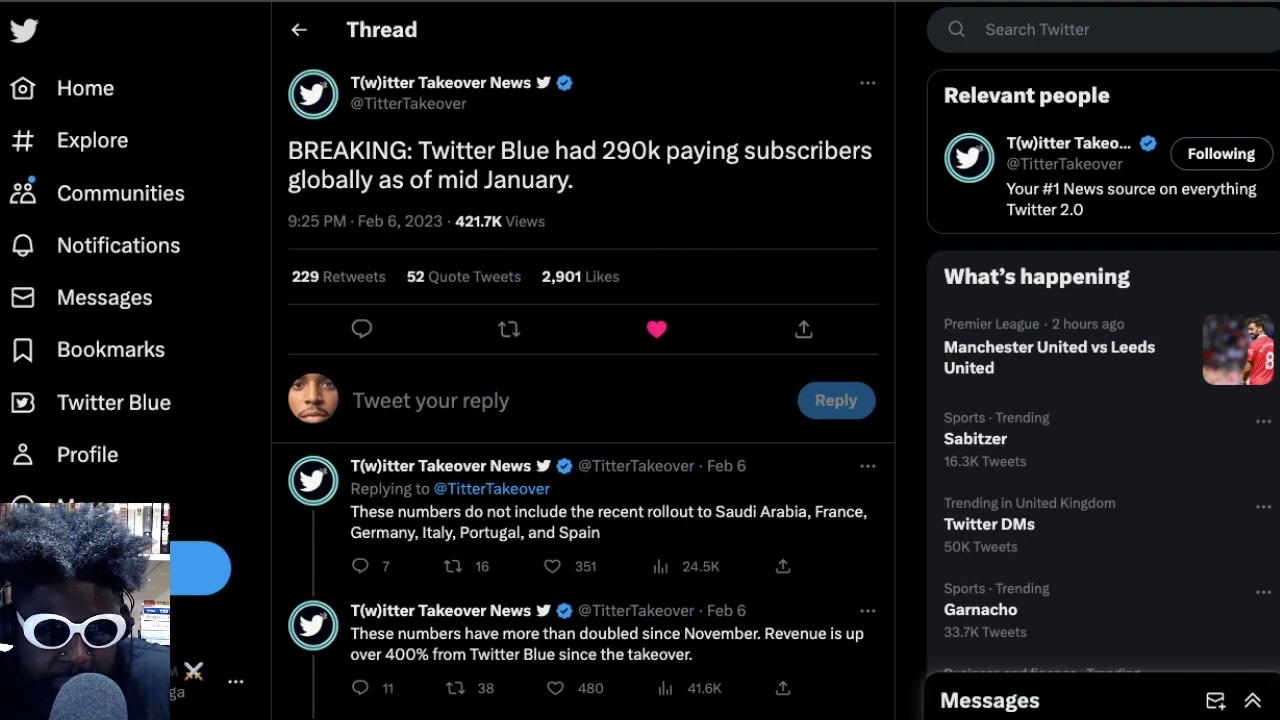 Home
Explore
Communities
Notifications
Messages
Bookmarks
Twitter Blue
Profile
Thread
T(w)itter Takeover News
@TitterTakeover
BREAKING: Twitter Blue had 290k paying subscribers
globally as of mid January.
9:25 PM · Feb 6, 2023 · 421.7K Views
229 Retweets 52 Quote Tweets 2,901 Likes
Tweet your reply
Reply
T(w)itter Takeover News @TitterTakeover · Feb 6
Replying to @TitterTakeover
These numbers do not include the recent rollout to Saudi Arabia, France,
Germany, Italy, Portugal, and Spain
7 16 351 24.5K
T(w)itter Takeover News @TitterTakeover · Feb 6
These numbers have more than doubled since November. Revenue is up
over 400% from Twitter Blue since the takeover.
11 38 480 41.6K
Search Twitter
Relevant people
T(w)itter Takeo...
@TitterTakeover
Following
Your #1 News source on everything
Twitter 2.0
What's happening
Premier League · 2 hours ago
Manchester United vs Leeds
United
Sports · Trending
Sabitzer
16.3K Tweets
Trending in United Kingdom
Twitter DMs
50K Tweets
Sports · Trending
Garnacho
33.7K Tweets
Messages